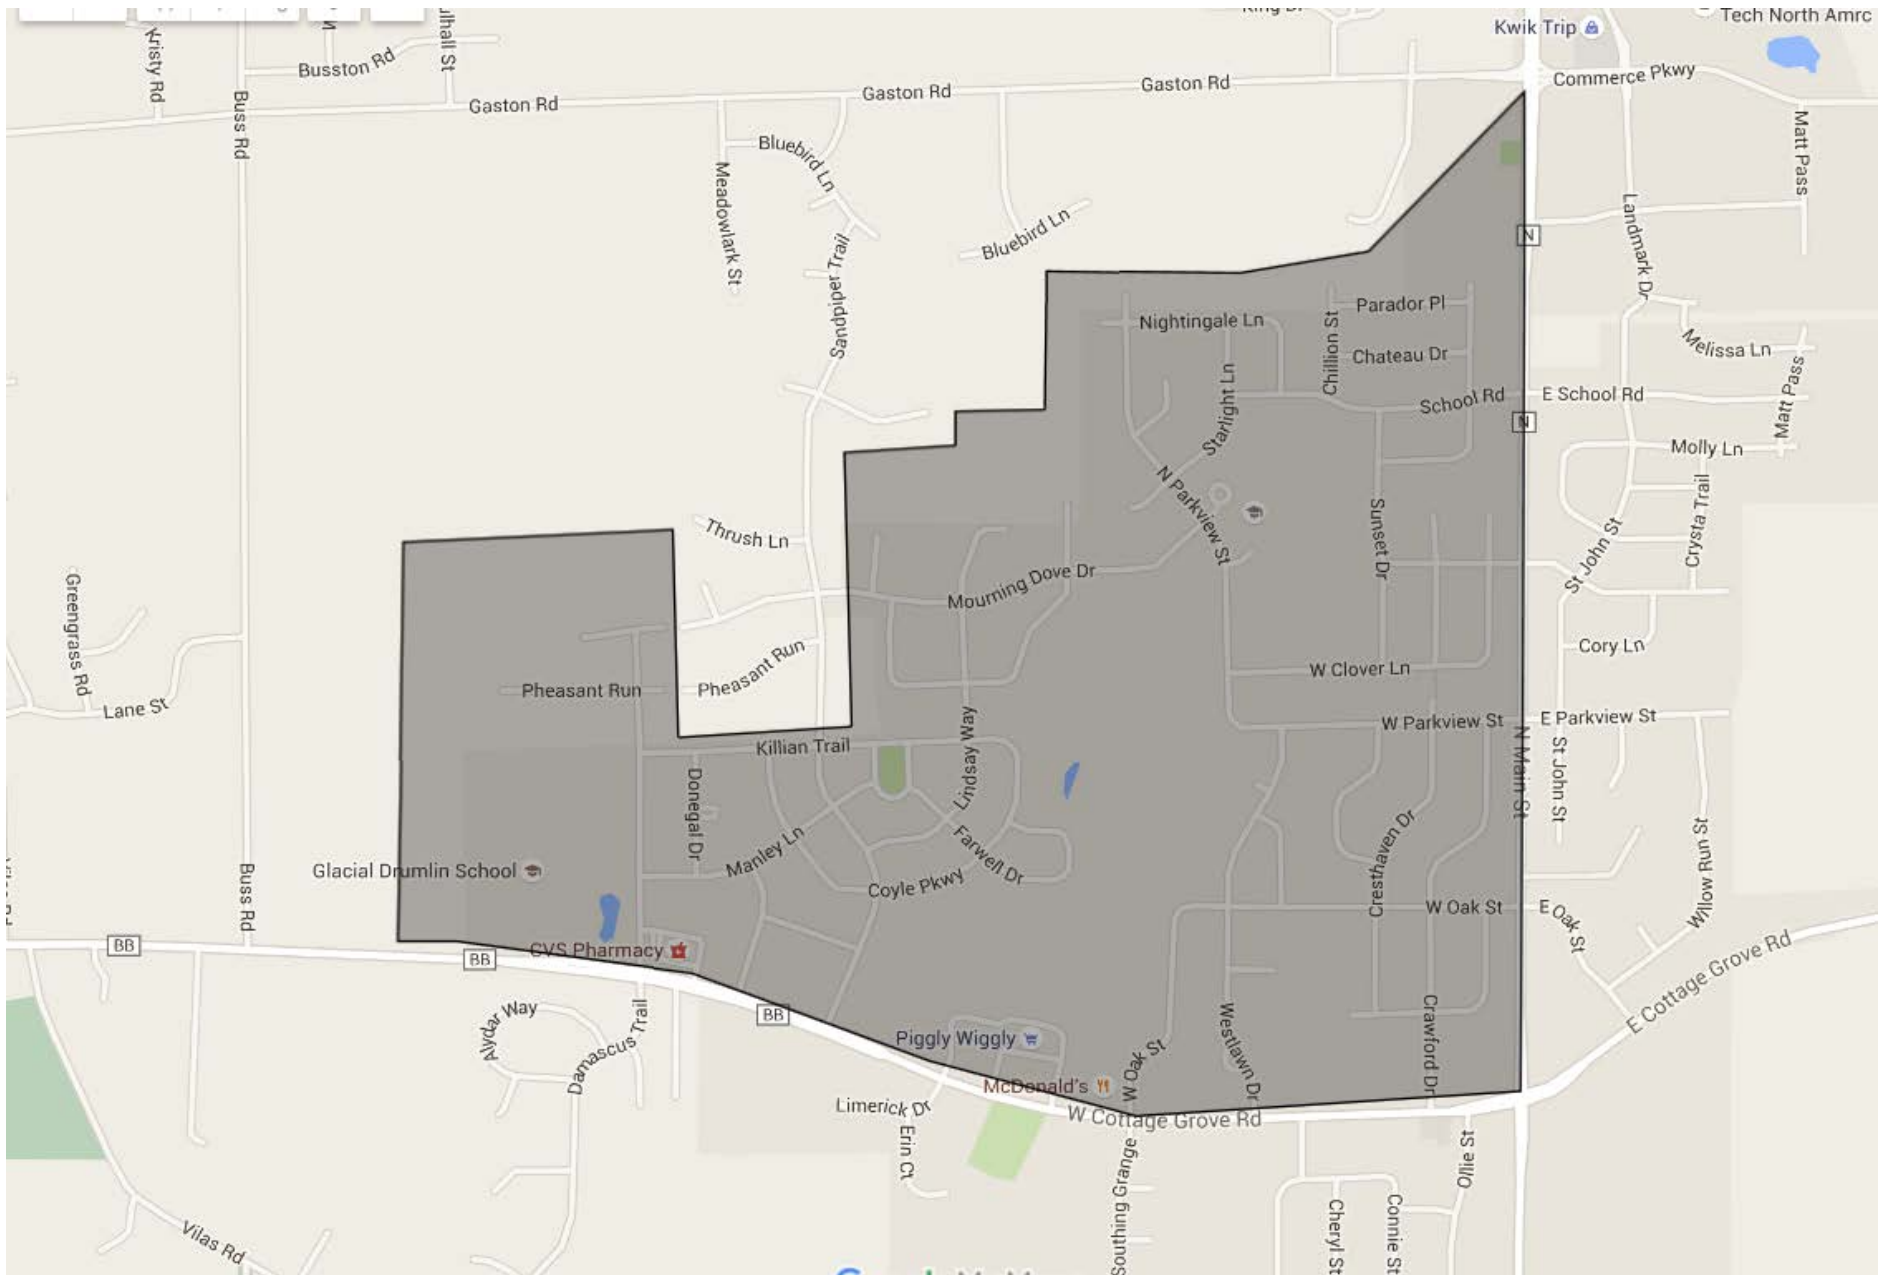 King Dr
Kwik Trip
Tech North Amrc
Kristy Rd
Busston Rd
Commerce Pkwy
Gaston Rd
Gaston Rd
Gaston Rd
Buss Rd
Matt Pass
Bluebird Ln
Meadowlark St
Landmark Dr
Bluebird Ln
N
Sandpiper Trail
Parador Pl
Nightingale Ln
Chillion St
Chateau Dr
Melissa Ln
Starlight Ln
School Rd
E School Rd
Matt Pass
N
Molly Ln
N Parkview St
Crysta Trail
Sunset Dr
Thrush Ln
St John St
Mourning Dove Dr
Greengrass Rd
Cory Ln
Pheasant Run
Pheasant Run
W Clover Ln
Lane St
W Parkview St
E Parkview St
Killian Trail
Lindsay Way
N Main St
St John St
Donegal Dr
Manley Ln
Farwell Dr
Cresthaven Dr
Willow Run St
Glacial Drumlin School
Coyle Pkwy
Buss Rd
W Oak St
E Oak St
BB
BB
CVS Pharmacy
E Cottage Grove Rd
BB
Alydar Way
Damascus Trail
Piggly Wiggly
W Oak St
Westlawn Dr
Crawford Dr
McDonald's
Limerick Dr
W Cottage Grove Rd
Erin Ct
Ollie St
Southing Grange
Cheryl St
Connie St
Vilas Rd